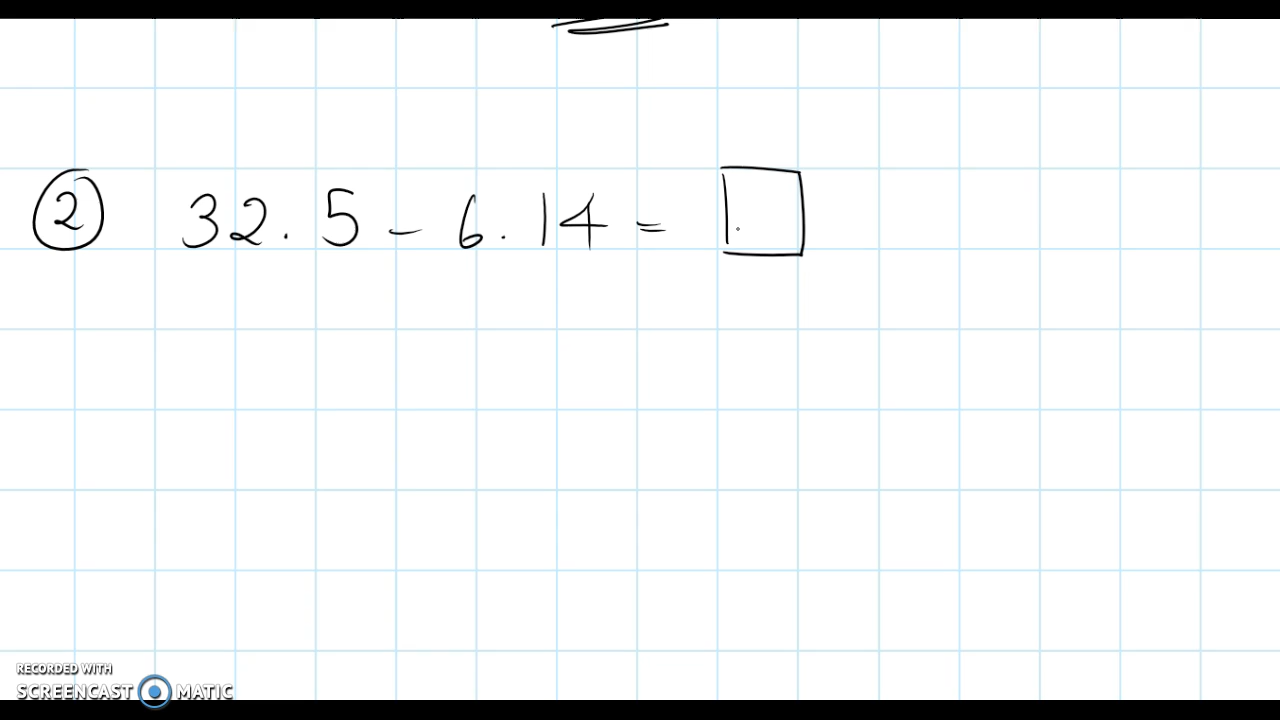 ② 32.5 - 6.14 = □
RECORDED WITH
SCREENCAST MATIC